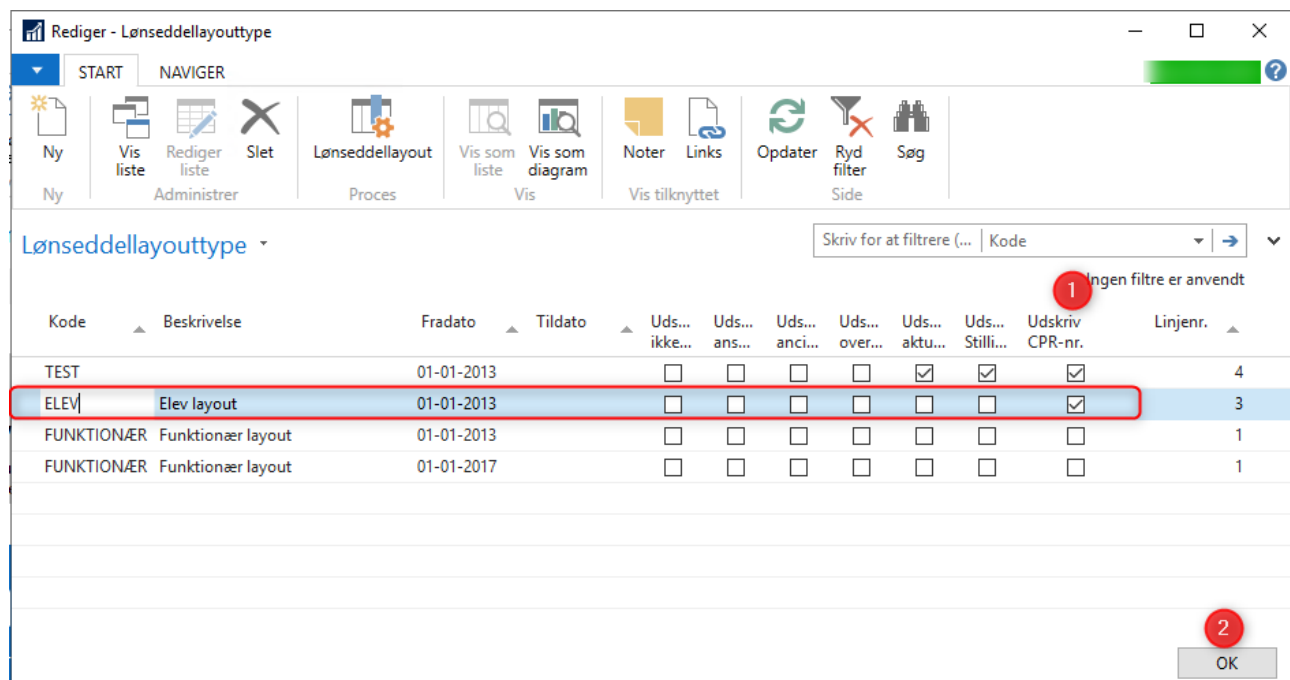 Rediger - Lønseddellayouttype
START NAVIGER
Ny Vis liste Rediger liste Slet Lønseddellayout Vis som liste Vis som diagram Noter Links Opdater Ryd filter Søg
Ny Administrer Proces Vis Vis tilknyttet Side
Lønseddellayouttype Skriv for at filtrere (... Kode
1 Ingen filtre er anvendt
Kode Beskrivelse Fradato Tildato Uds... ikke... Uds... ans... Uds... anci... Uds... over... Uds... aktu... Uds... Stilli... Udskriv CPR-nr. Linjenr.
TEST 01-01-2013 4
ELEV Elev layout 01-01-2013 3
FUNKTIONÆR Funktionær layout 01-01-2013 1
FUNKTIONÆR Funktionær layout 01-01-2017 1
2
OK